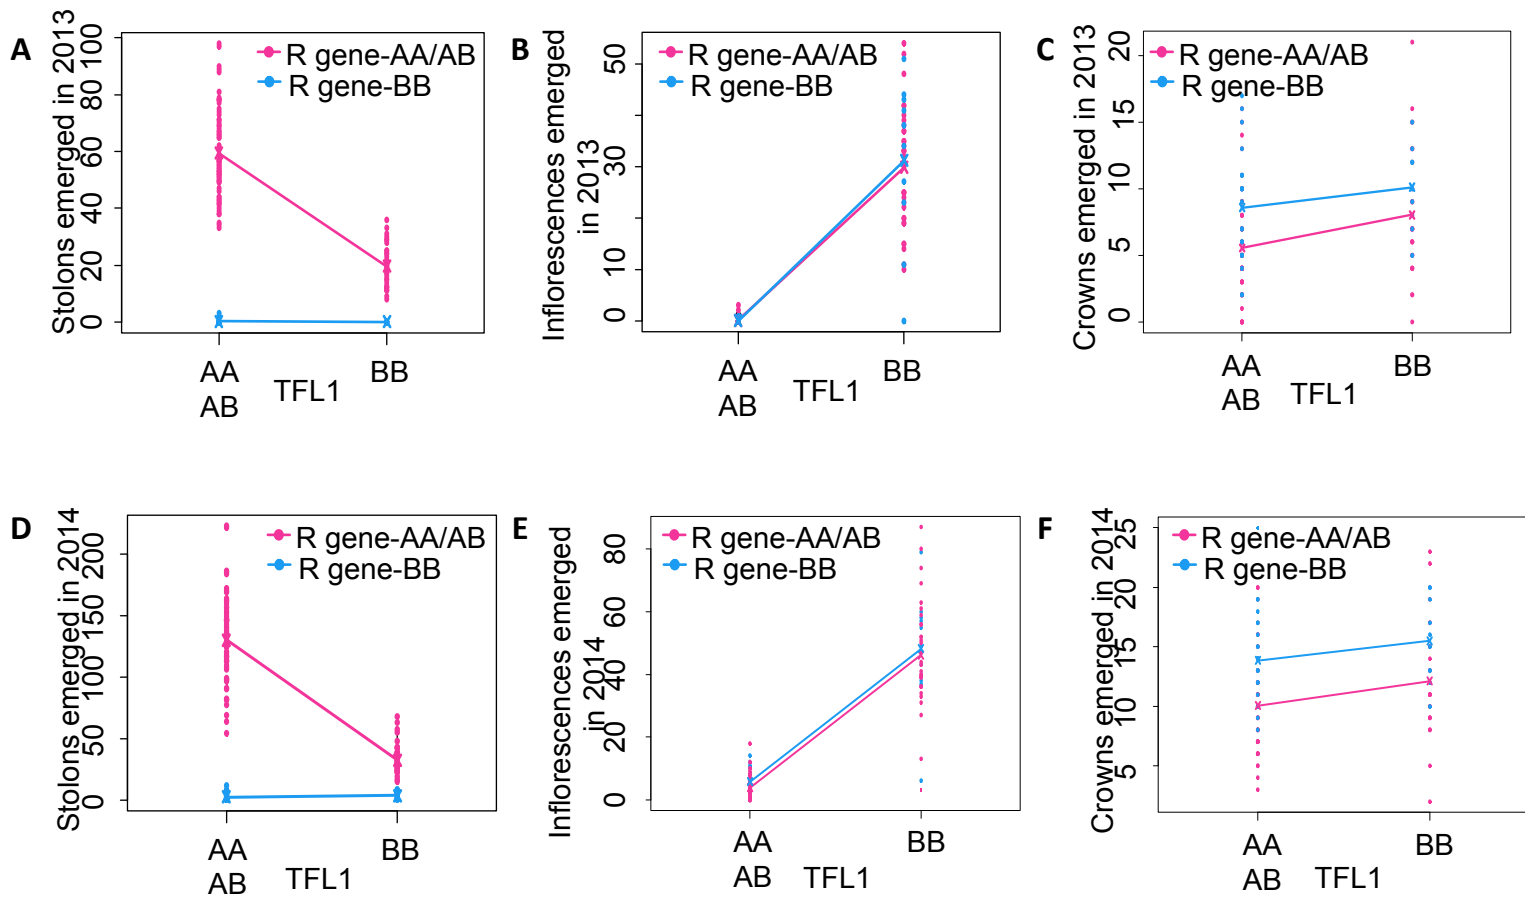 A
Stolons emerged in 2013
0 20 40 60 80 100
R gene-AA/AB
R gene-BB
AA
AB
TFL1
BB
B
Inflorescences emerged
in 2013
0 10 30 50
R gene-AA/AB
R gene-BB
AA
AB
TFL1
BB
C
Crowns emerged in 2013
0 5 10 15 20
R gene-AA/AB
R gene-BB
AA
AB
TFL1
BB
D
Stolons emerged in 2014
0 50 100 150 200
R gene-AA/AB
R gene-BB
AA
AB
TFL1
BB
E
Inflorescences emerged
in 2014
0 20 40 60 80
R gene-AA/AB
R gene-BB
AA
AB
TFL1
BB
F
Crowns emerged in 2014
5 10 15 20 25
R gene-AA/AB
R gene-BB
AA
AB
TFL1
BB